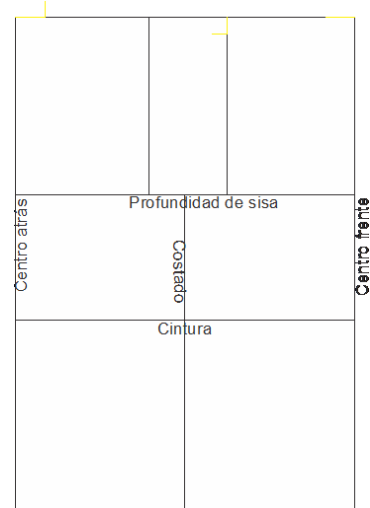 Profundidad de sisa
Centro atrás
Costado
Centro frente
Cintura